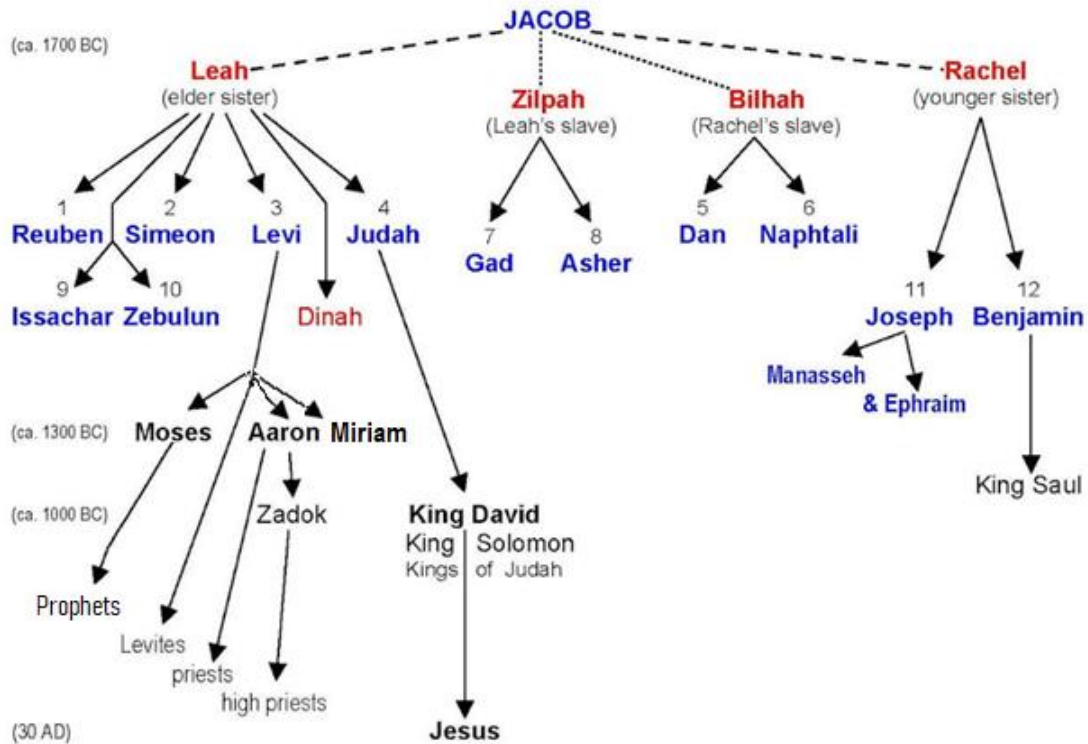 JACOB
(ca. 1700 BC)
Leah
(elder sister)
Zilpah
(Leah's slave)
Bilhah
(Rachel's slave)
Rachel
(younger sister)
1
Reuben
2
Simeon
3
Levi
4
Judah
7
Gad
8
Asher
5
Dan
6
Naphtali
9
Issachar
10
Zebulun
Dinah
11
Joseph
12
Benjamin
Manasseh
& Ephraim
(ca. 1300 BC)
Moses
Aaron
Miriam
King Saul
(ca. 1000 BC)
Zadok
King David
King Solomon
Kings of Judah
Prophets
Levites
priests
high priests
(30 AD)
Jesus